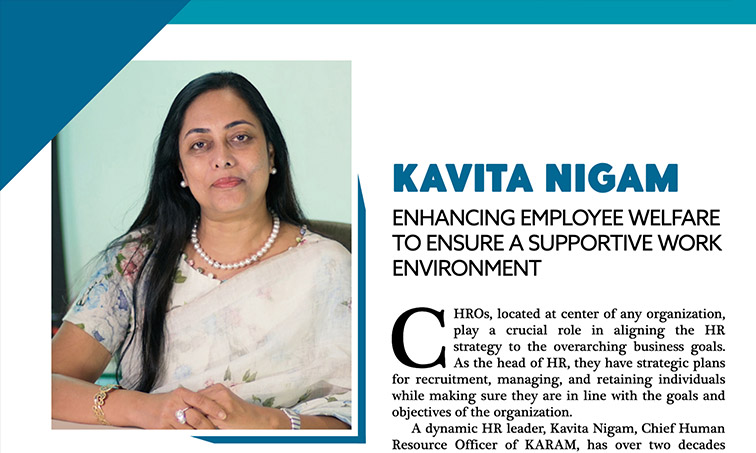 KAVITA NIGAM
ENHANCING EMPLOYEE WELFARE
TO ENSURE A SUPPORTIVE WORK
ENVIRONMENT
CHROs, located at center of any organization,
play a crucial role in aligning the HR
strategy to the overarching business goals.
As the head of HR, they have strategic plans
for recruitment, managing, and retaining individuals
while making sure they are in line with the goals and
objectives of the organization.
A dynamic HR leader, Kavita Nigam, Chief Human
Resource Officer of KARAM, has over two decades